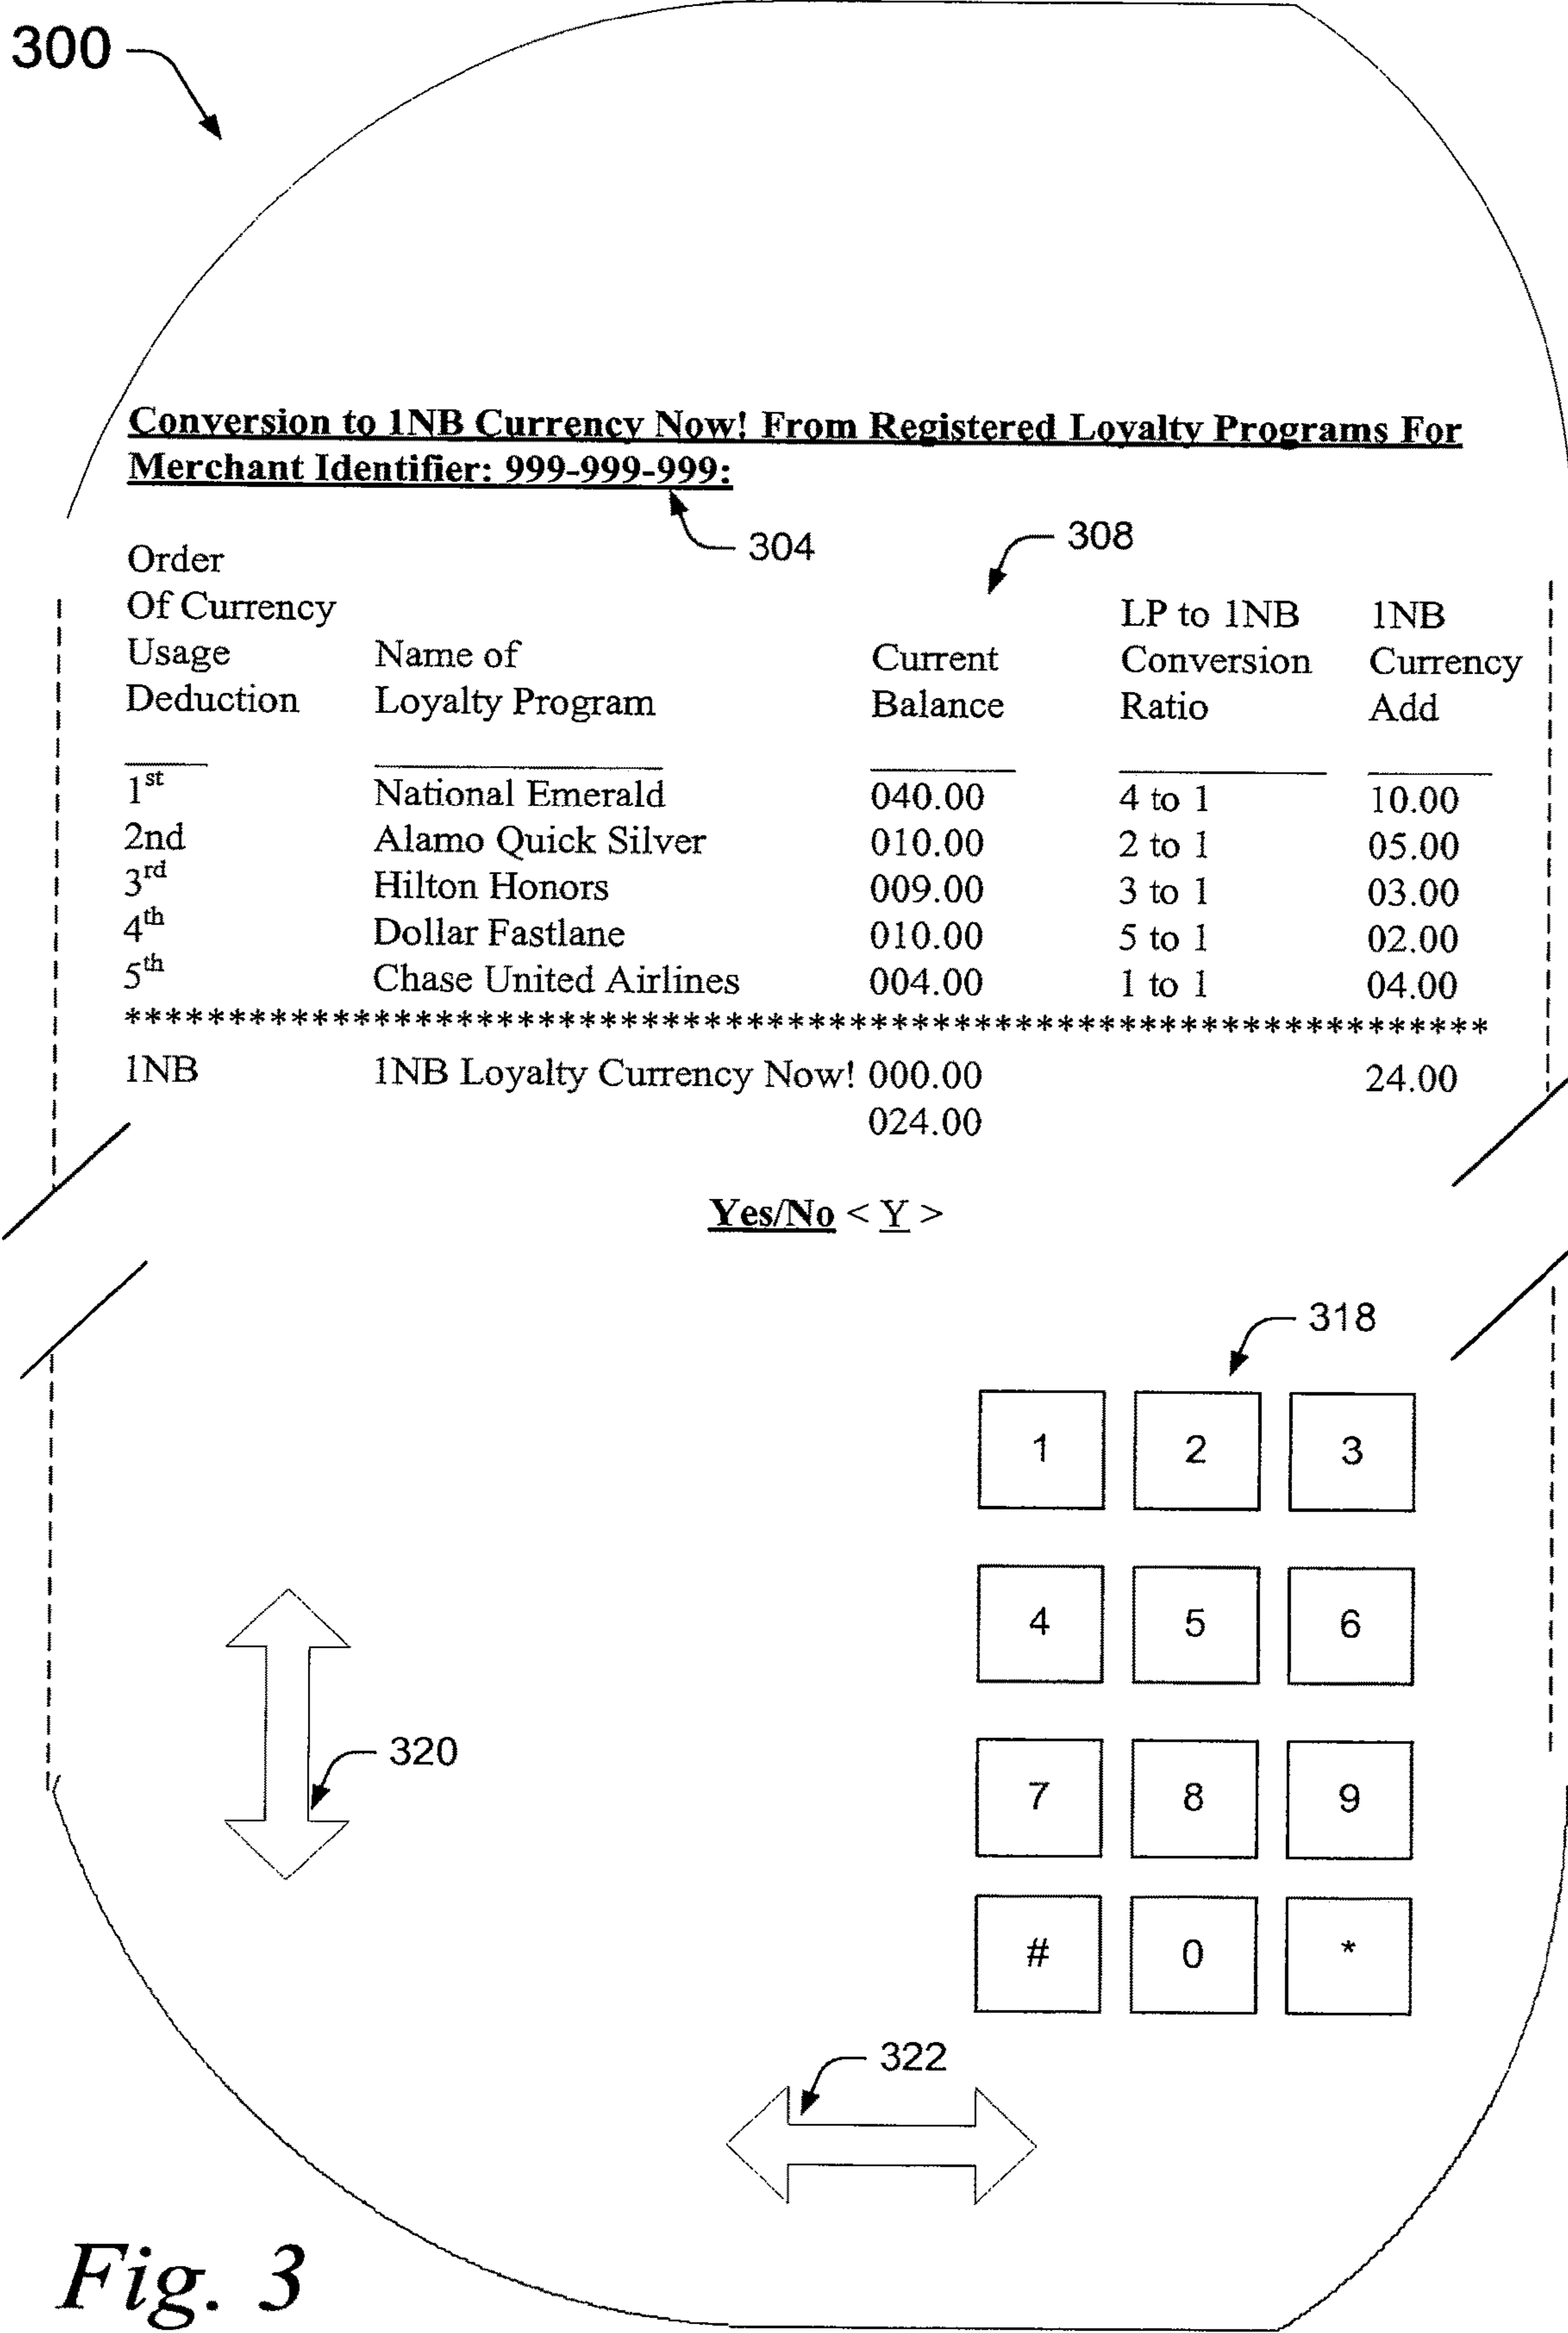 300
Conversion to 1NB Currency Now! From Registered Loyalty Programs For
Merchant Identifier: 999-999-999:
304
308
Order
Of Currency LP to 1NB 1NB
Usage Name of Current Conversion Currency
Deduction Loyalty Program Balance Ratio Add
1st National Emerald 040.00 4 to 1 10.00
2nd Alamo Quick Silver 010.00 2 to 1 05.00
3rd Hilton Honors 009.00 3 to 1 03.00
4th Dollar Fastlane 010.00 5 to 1 02.00
5th Chase United Airlines 004.00 1 to 1 04.00
******************************************************************
1NB 1NB Loyalty Currency Now! 000.00 24.00
024.00
Yes/No < Y >
318
1 2 3
4 5 6
320
7 8 9
# 0 *
322
Fig. 3